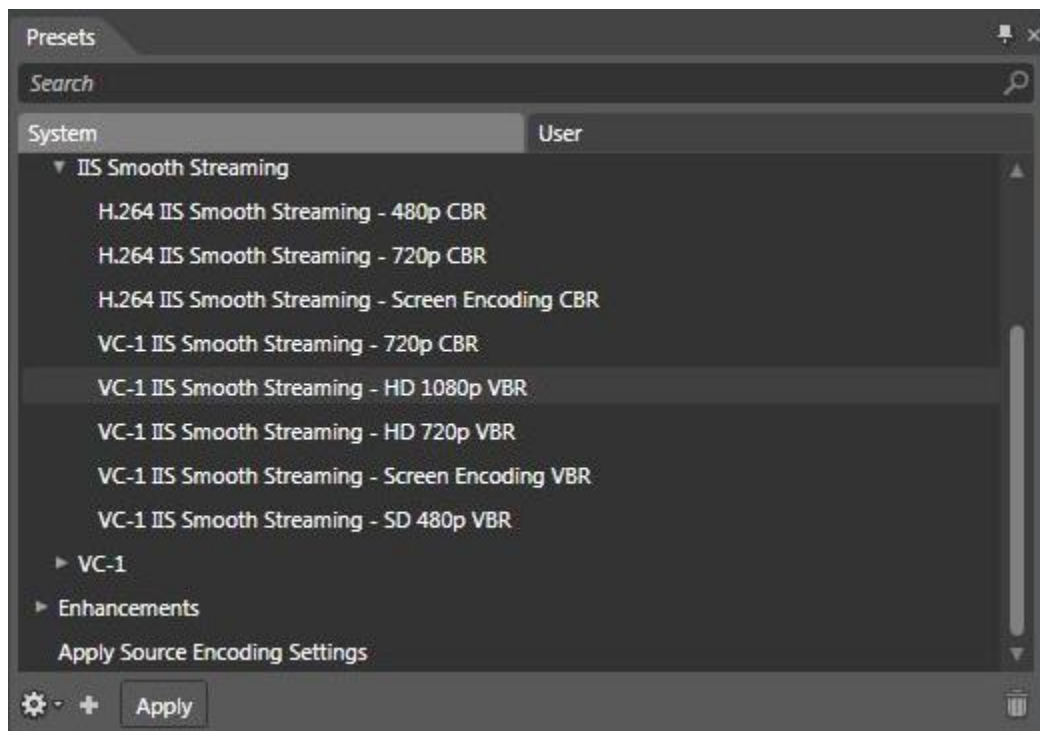 Presets
Search
System User
IIS Smooth Streaming
H.264 IIS Smooth Streaming - 480p CBR
H.264 IIS Smooth Streaming - 720p CBR
H.264 IIS Smooth Streaming - Screen Encoding CBR
VC-1 IIS Smooth Streaming - 720p CBR
VC-1 IIS Smooth Streaming - HD 1080p VBR
VC-1 IIS Smooth Streaming - HD 720p VBR
VC-1 IIS Smooth Streaming - Screen Encoding VBR
VC-1 IIS Smooth Streaming - SD 480p VBR
VC-1
Enhancements
Apply Source Encoding Settings
Apply